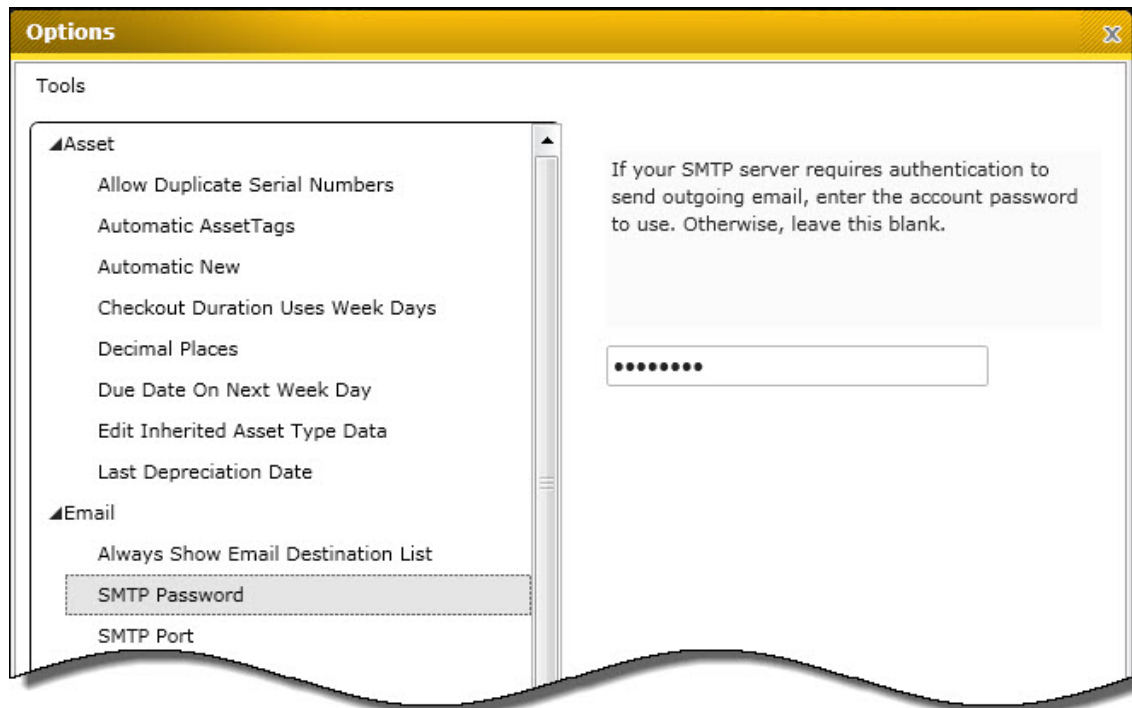 Options
Tools
Asset
Allow Duplicate Serial Numbers
Automatic AssetTags
Automatic New
Checkout Duration Uses Week Days
Decimal Places
Due Date On Next Week Day
Edit Inherited Asset Type Data
Last Depreciation Date
Email
Always Show Email Destination List
SMTP Password
SMTP Port
If your SMTP server requires authentication to
send outgoing email, enter the account password
to use. Otherwise, leave this blank.
••••••••